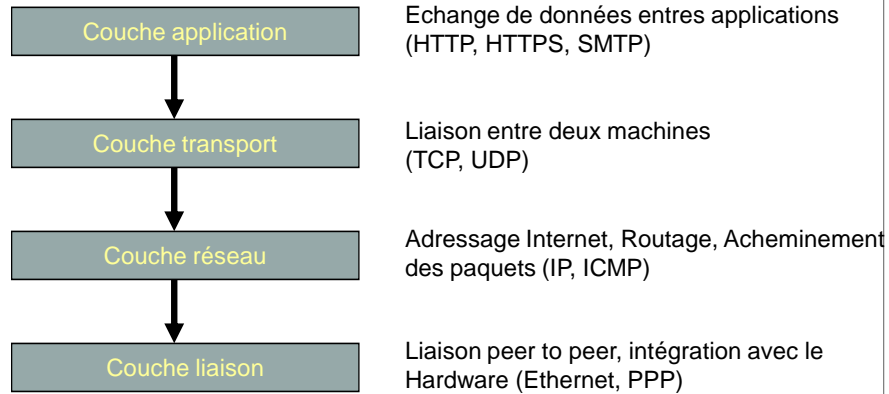 Couche application
Echange de données entres applications
(HTTP, HTTPS, SMTP)
Couche transport
Liaison entre deux machines
(TCP, UDP)
Couche réseau
Adressage Internet, Routage, Acheminement
des paquets (IP, ICMP)
Couche liaison
Liaison peer to peer, intégration avec le
Hardware (Ethernet, PPP)